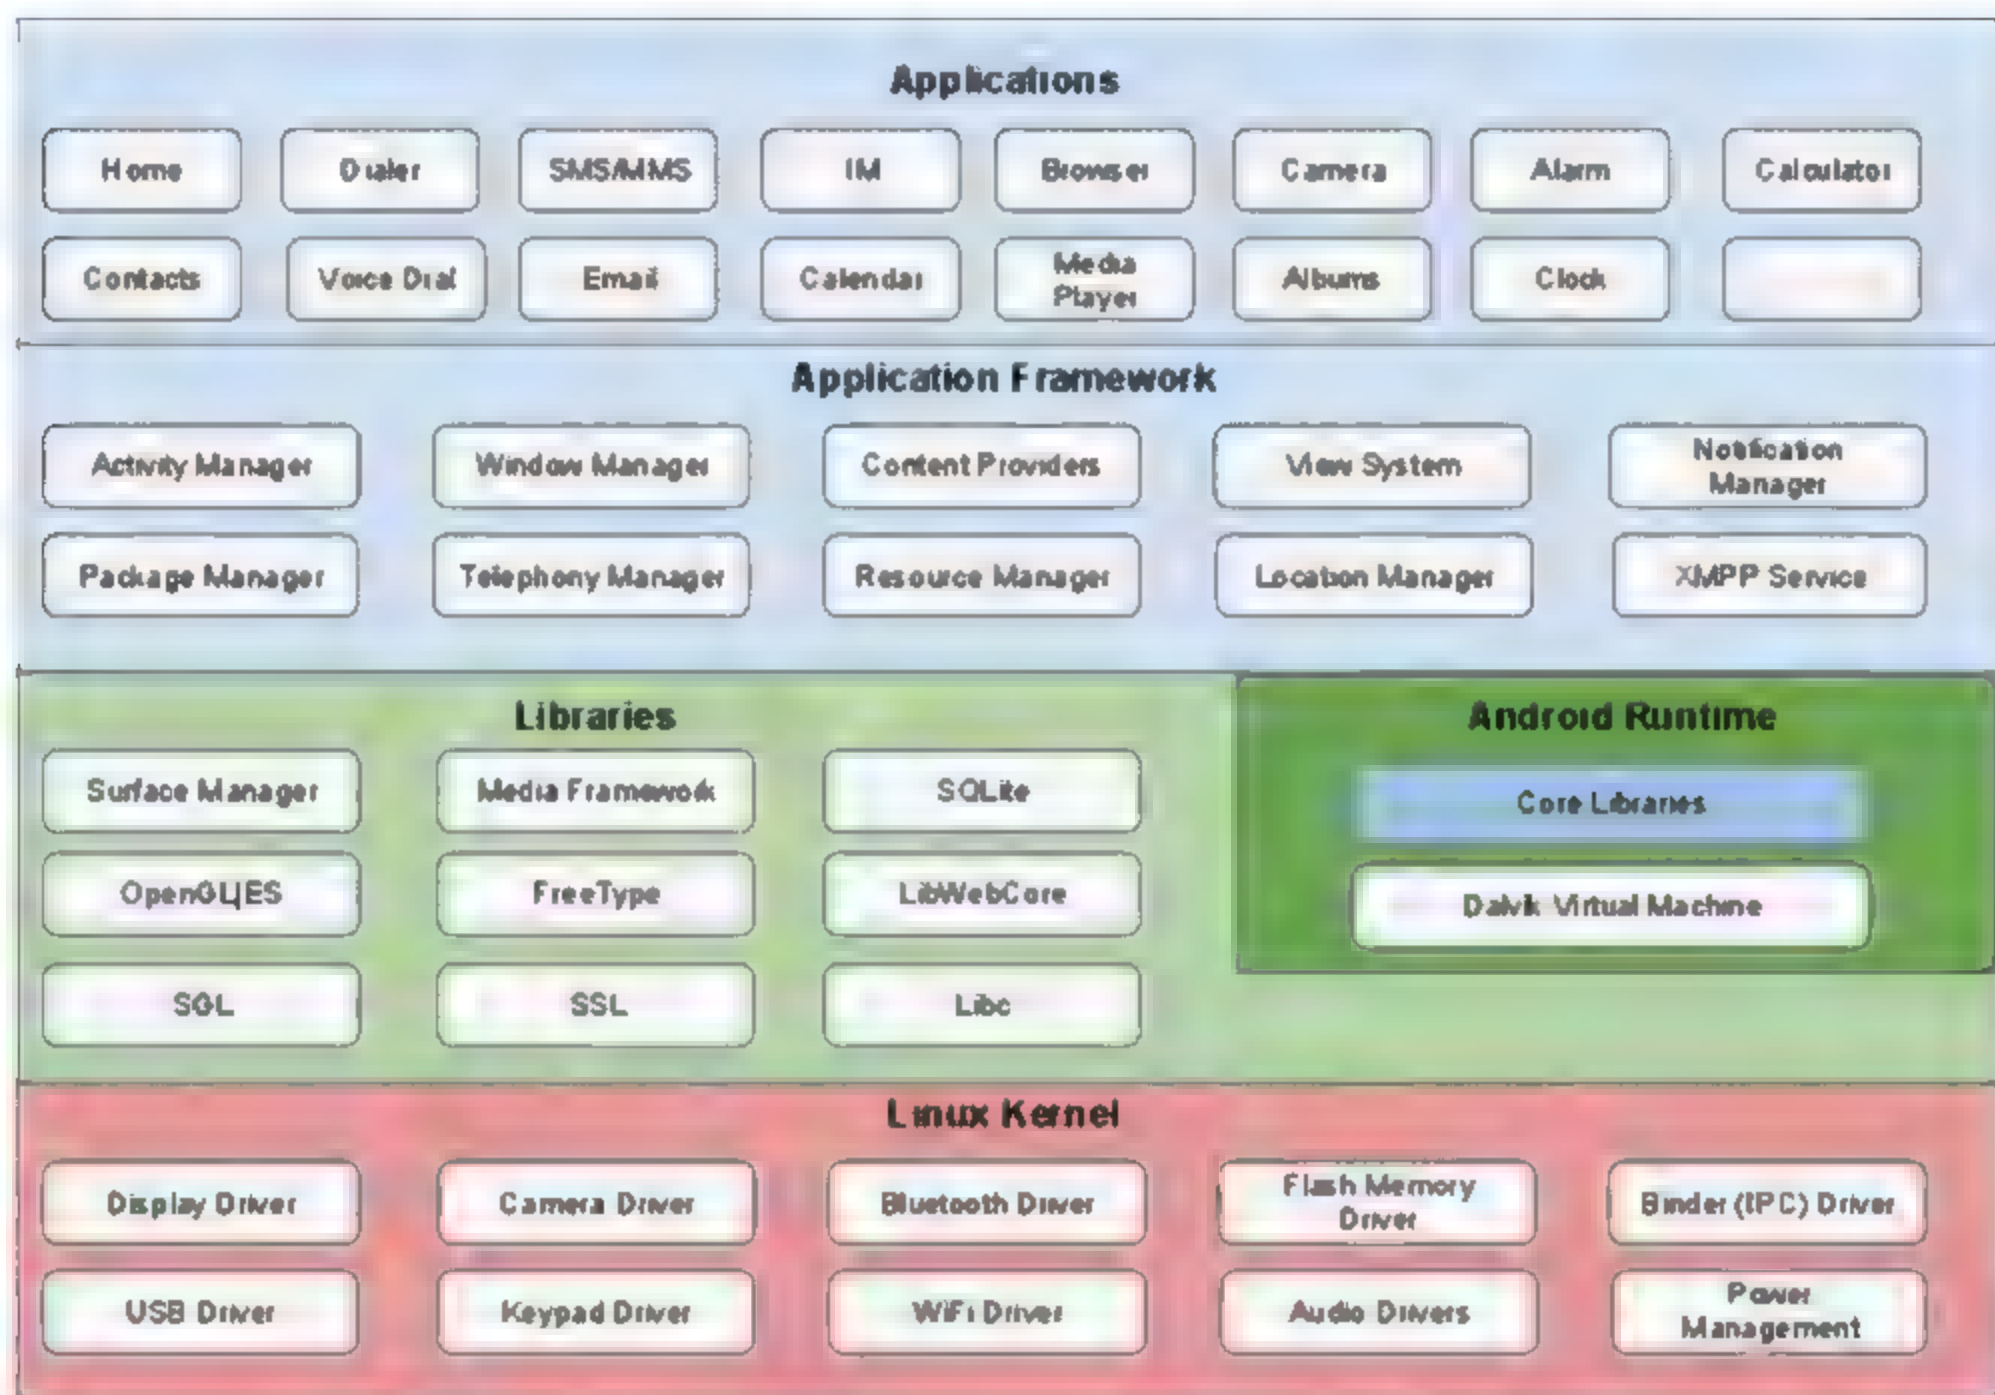 Applications
Home
Dialer
SMS/MMS
IM
Browser
Camera
Alarm
Calculator
Contacts
Voice Dial
Email
Calendar
Media
Player
Albums
Clock
Application Framework
Activity Manager
Window Manager
Content Providers
View System
Notification
Manager
Package Manager
Telephony Manager
Resource Manager
Location Manager
XMPP Service
Libraries
Android Runtime
Surface Manager
Media Framework
SQLite
Core Libraries
OpenGL|ES
FreeType
LibWebCore
Dalvik Virtual Machine
SGL
SSL
Libc
Linux Kernel
Display Driver
Camera Driver
Bluetooth Driver
Flash Memory
Driver
Binder (IPC) Driver
USB Driver
Keypad Driver
WiFi Driver
Audio Drivers
Power
Management